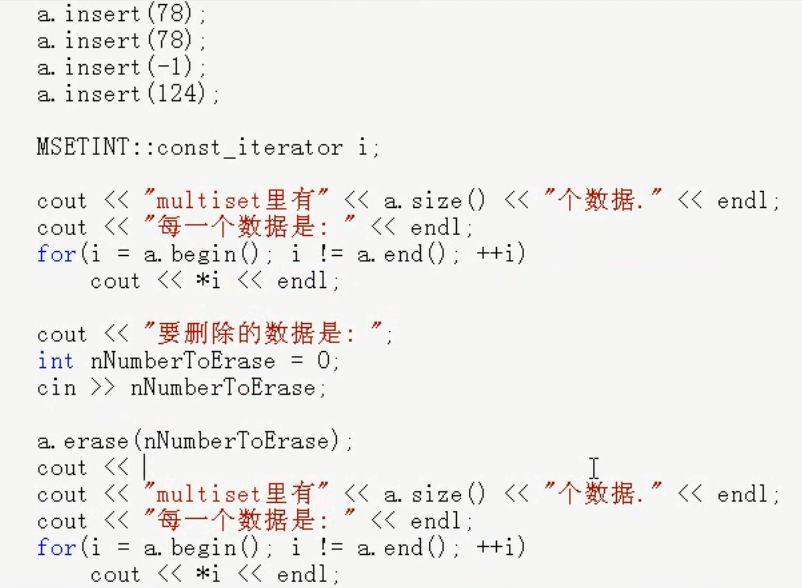 a.insert(78);
a.insert(78);
a.insert(-1);
a.insert(124);
MSETINT::const_iterator i;
cout << "multiset里有" << a.size() << "个数据." << endl;
cout << "每一个数据是: " << endl;
for(i = a.begin(); i != a.end(); ++i)
cout << *i << endl;
cout << "要删除的数据是: ";
int nNumberToErase = 0;
cin >> nNumberToErase;
a.erase(nNumberToErase);
cout <<
cout << "multiset里有" << a.size() << "个数据." << endl;
cout << "每一个数据是: " << endl;
for(i = a.begin(); i != a.end(); ++i)
cout << *i << endl;